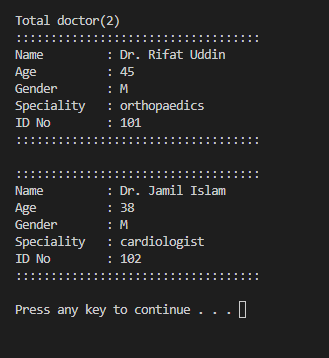 Total doctor(2)
:::::::::::::::::::::::::::::::::::
Name         : Dr. Rifat Uddin
Age          : 45
Gender       : M
Speciality   : orthopaedics
ID No        : 101
:::::::::::::::::::::::::::::::::::
:::::::::::::::::::::::::::::::::::
Name         : Dr. Jamil Islam
Age          : 38
Gender       : M
Speciality   : cardiologist
ID No        : 102
:::::::::::::::::::::::::::::::::::
Press any key to continue . . .